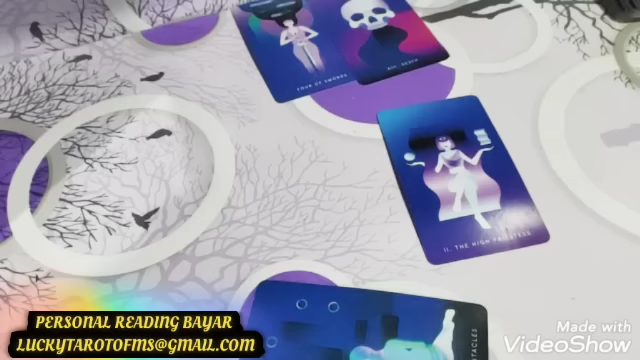 FOUR OF SWORDS
XIII. DEATH
II. THE HIGH PRIESTESS
TACLES
PERSONAL READING BAYAR
LUCKYTAROTOFMS@GMAIL.COM
Made with
VideoShow